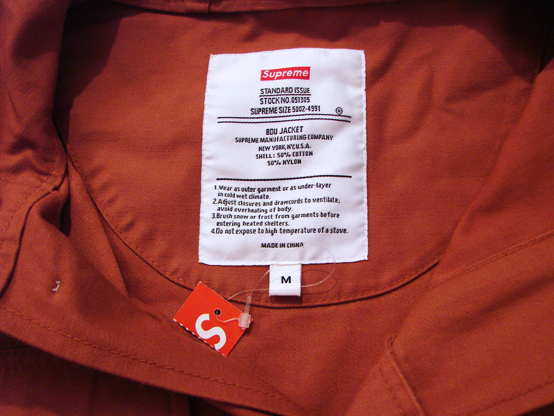 Supreme
STANDARD ISSUE
STOCK NO. 051305
SUPREME SIZE 5002-4991 ®
BDU JACKET
SUPREME MANUFACTURING COMPANY
NEW YORK, NY, U.S.A.
SHELL: 50% COTTON
50% NYLON
1. Wear as outer garment or as under-layer
in cold wet climate.
2. Adjust closures and drawcords to ventilate;
avoid overheating of body.
3. Brush snow or frost from garments before
entering heated shelters.
4. Do not expose to high temperature of a stove.
MADE IN CHINA
M
S